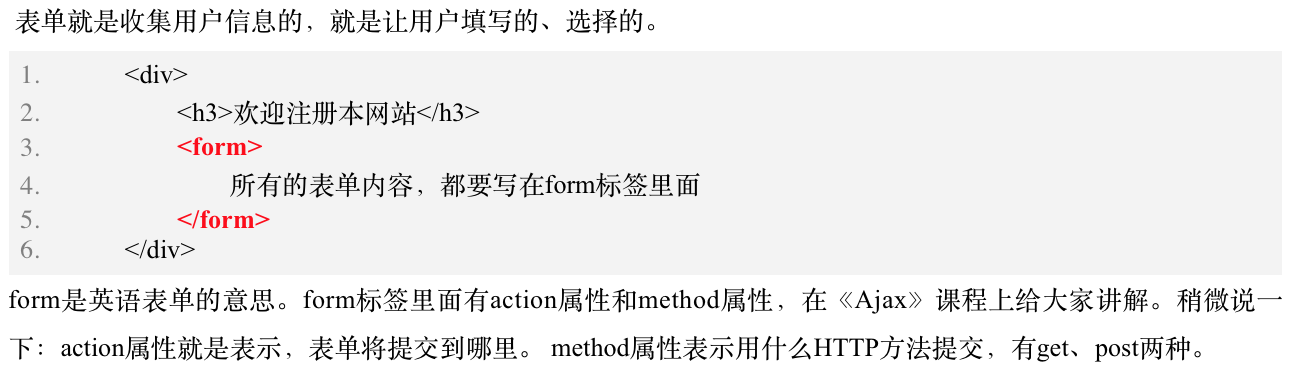 表单就是收集用户信息的，就是让用户填写的、选择的。
1. <div>
2. <h3>欢迎注册本网站</h3>
3. <form>
4. 所有的表单内容，都要写在form标签里面
5. </form>
6. </div>
form是英语表单的意思。form标签里面有action属性和method属性，在《Ajax》课程上给大家讲解。稍微说一
下：action属性就是表示，表单将提交到哪里。 method属性表示用什么HTTP方法提交，有get、post两种。